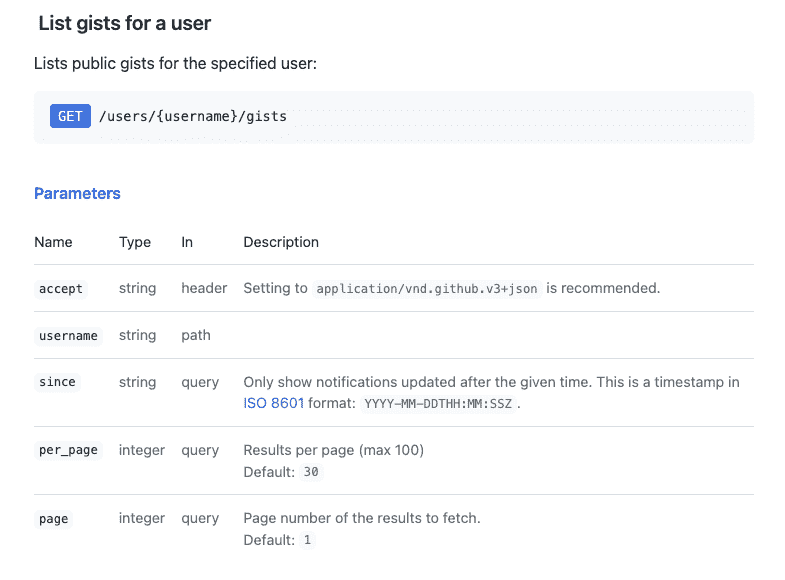 List gists for a user
Lists public gists for the specified user:
GET /users/{username}/gists
Parameters
Name Type In Description
accept string header Setting to application/vnd.github.v3+json is recommended.
username string path
since string query Only show notifications updated after the given time. This is a timestamp in
ISO 8601 format: YYYY-MM-DDTHH:MM:SSZ .
per_page integer query Results per page (max 100)
Default: 30
page integer query Page number of the results to fetch.
Default: 1